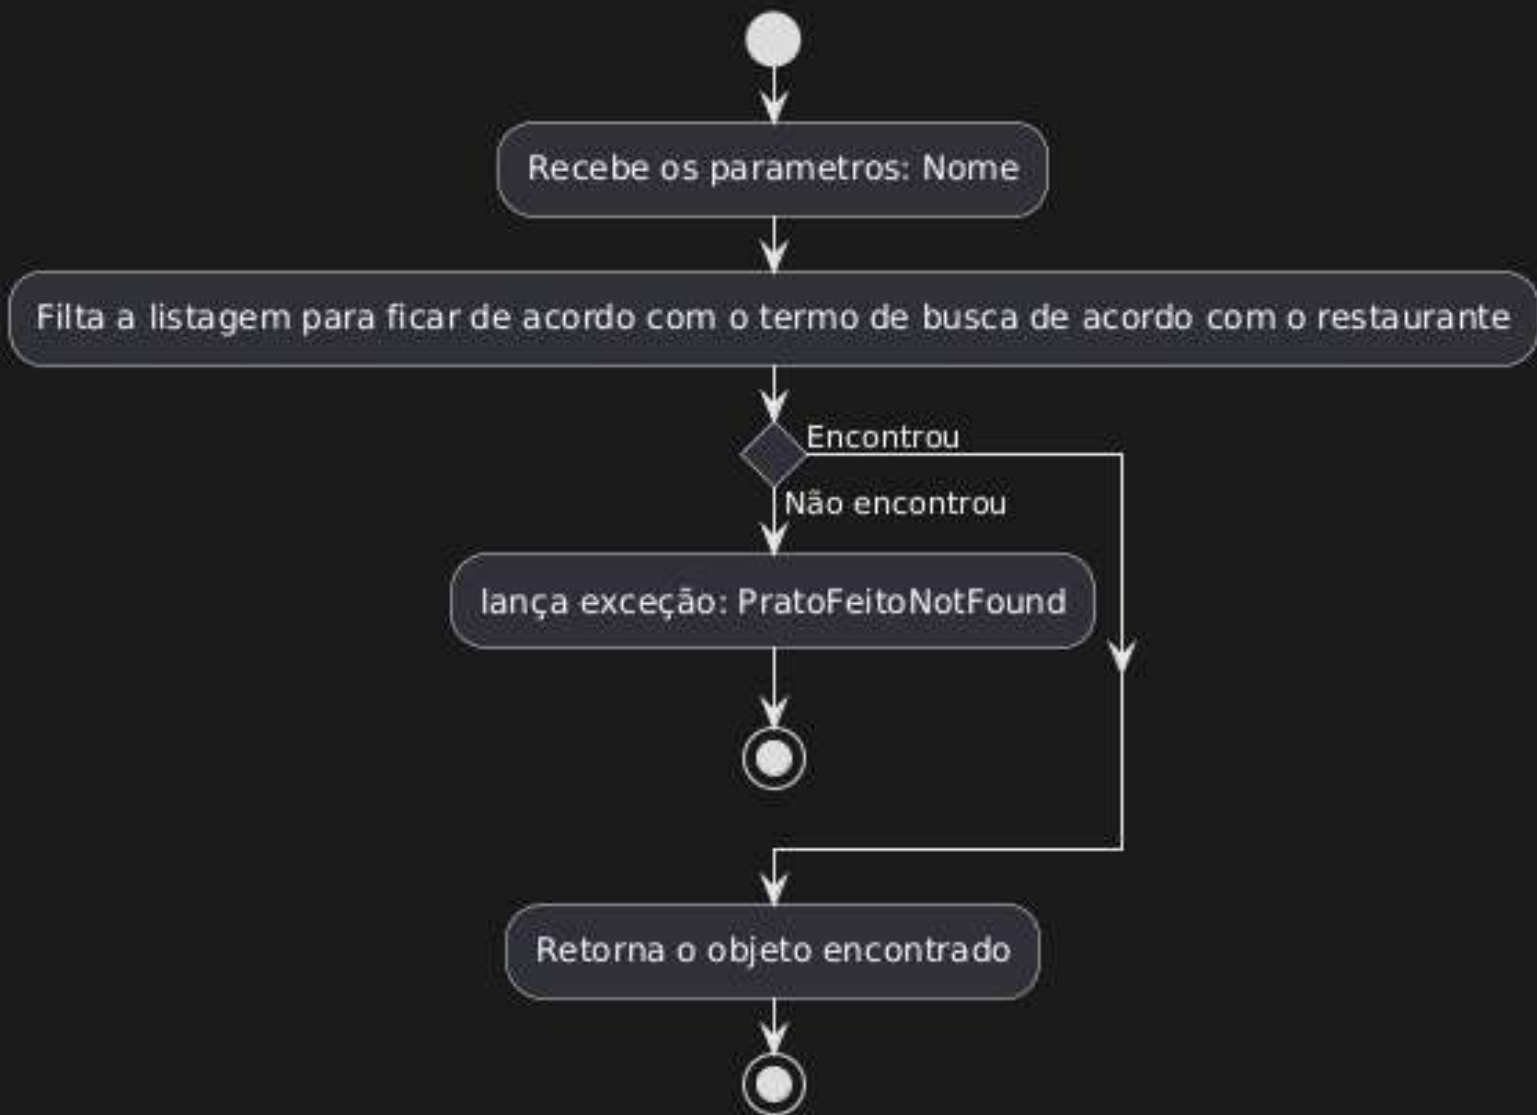 Recebe os parametros: Nome
Filta a listagem para ficar de acordo com o termo de busca de acordo com o restaurante
Encontrou
Não encontrou
lança exceção: PratoFeitoNotFound
Retorna o objeto encontrado